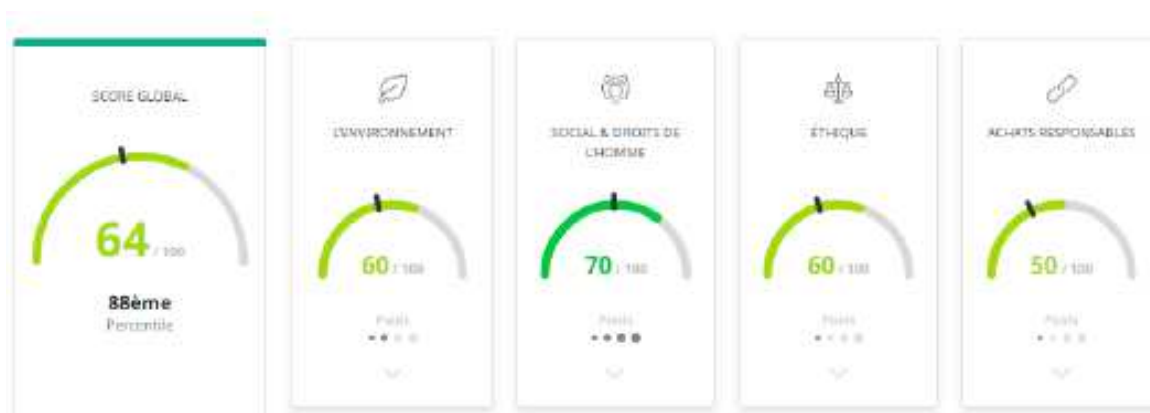 SCORE GLOBAL
64 / 100
88ème
Percentile
L'ENVIRONNEMENT
60 / 100
Poids
SOCIAL & DROITS DE
L'HOMME
70 / 100
Poids
ÉTHIQUE
60 / 100
Poids
ACHATS RESPONSABLES
50 / 100
Poids